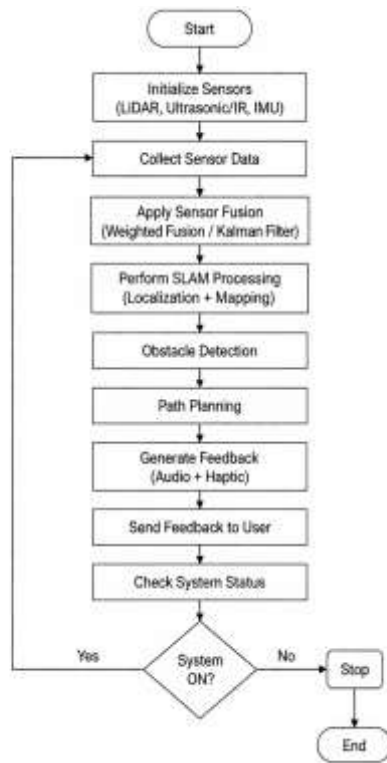 Start
Initialize Sensors
(LiDAR, Ultrasonic/IR, IMU)
Collect Sensor Data
Apply Sensor Fusion
(Weighted Fusion / Kalman Filter)
Perform SLAM Processing
(Localization + Mapping)
Obstacle Detection
Path Planning
Generate Feedback
(Audio + Haptic)
Send Feedback to User
Check System Status
Yes
System
ON?
No
Stop
End